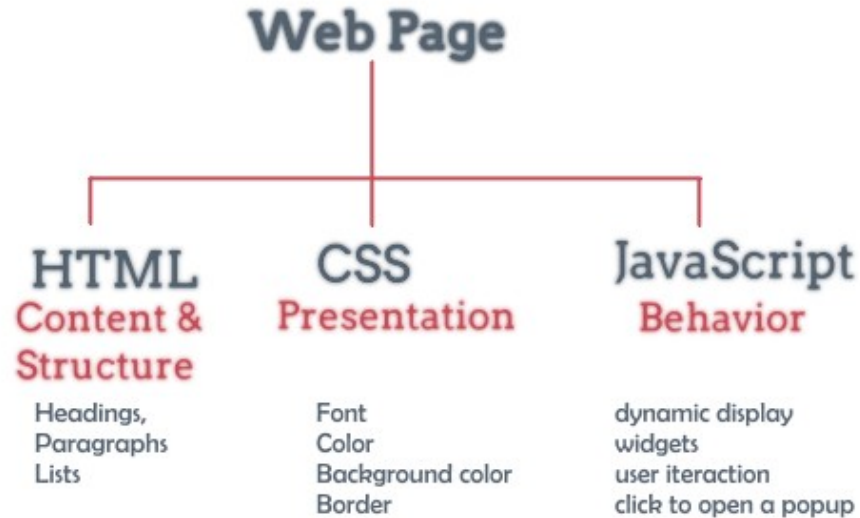 Web Page
HTML
Content &
Structure
Headings,
Paragraphs
Lists
CSS
Presentation
Font
Color
Background color
Border
JavaScript
Behavior
dynamic display
widgets
user iteraction
click to open a popup